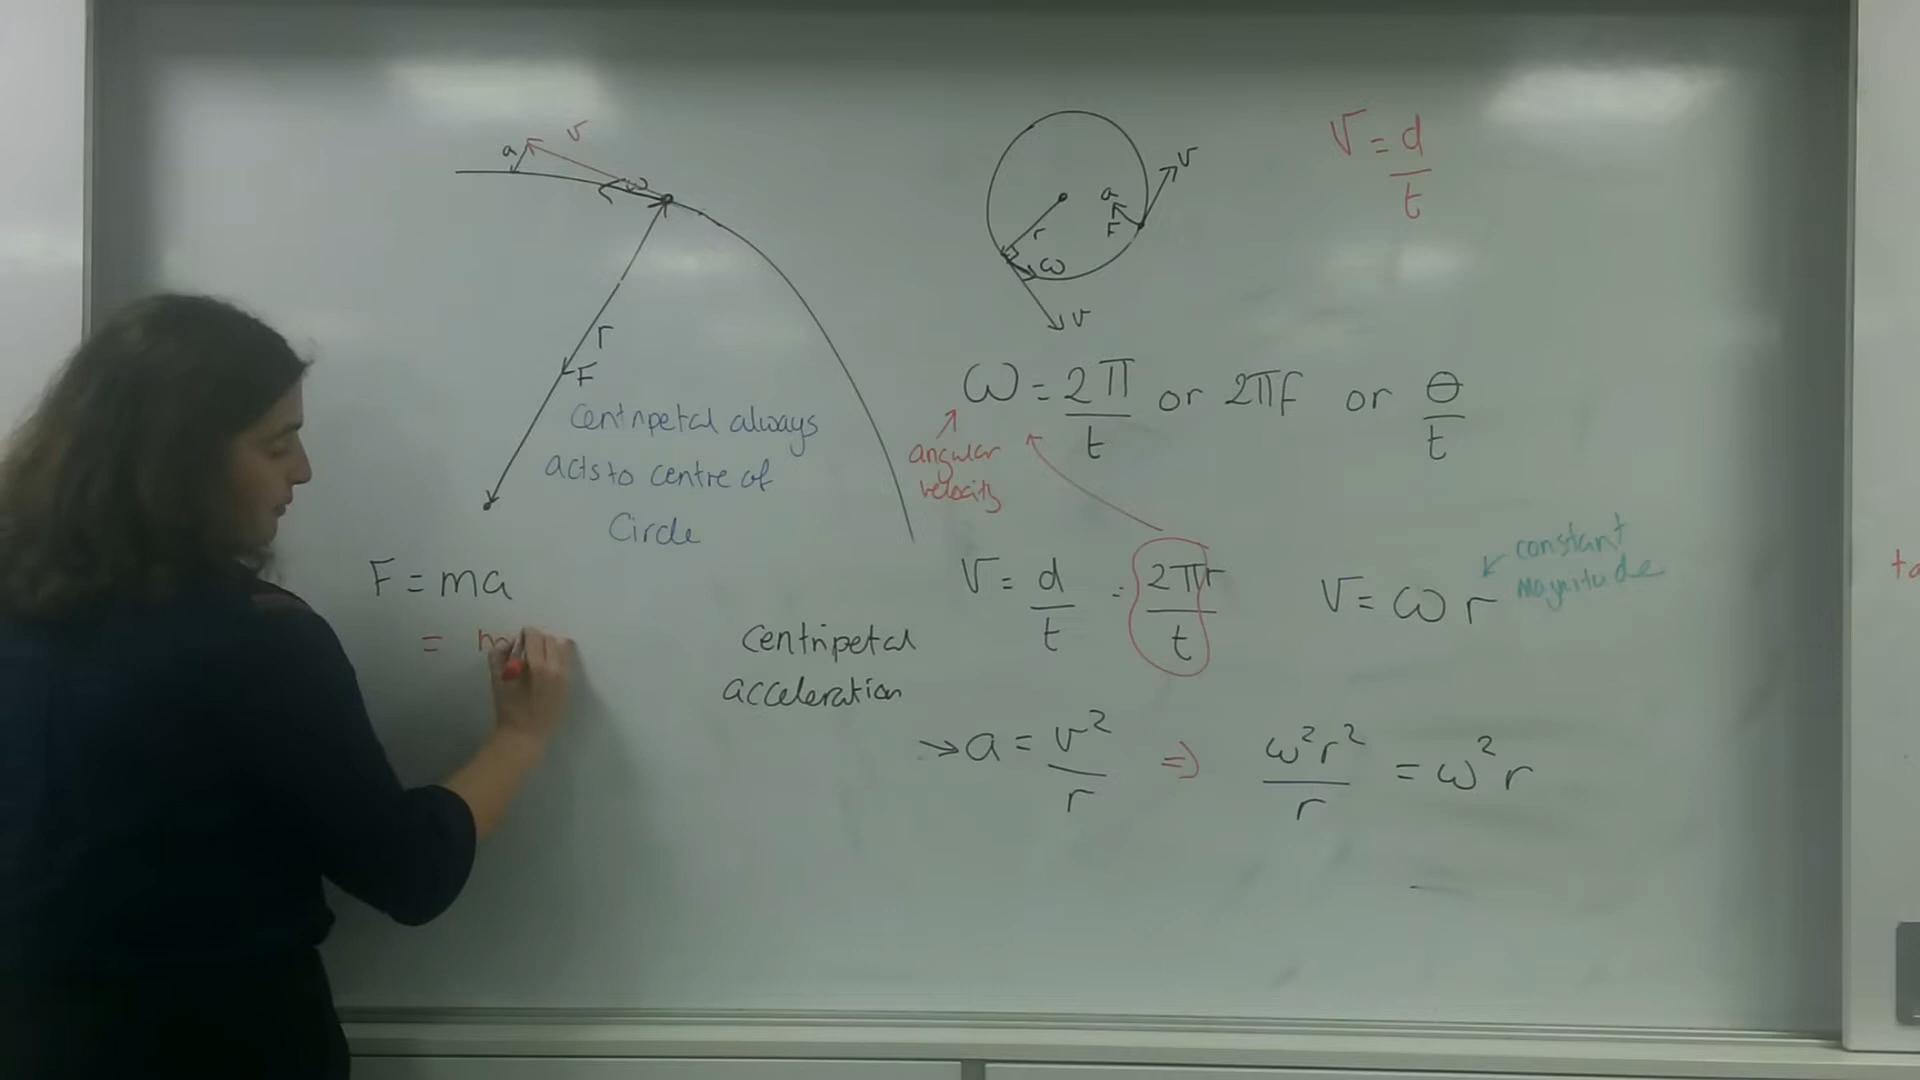 v
a
ω
r
F
Centripetal always
acts to centre of
Circle
F = ma
= m
v
a
F
r
ω
v
v = d/t
ω = 2π/t or 2πf or θ/t
angular
velocity
v = d/t = 2πr/t
v = ωr
constant
magnitude
Centripetal
acceleration
→ a = v²/r ⇒ ω²r²/r = ω²r